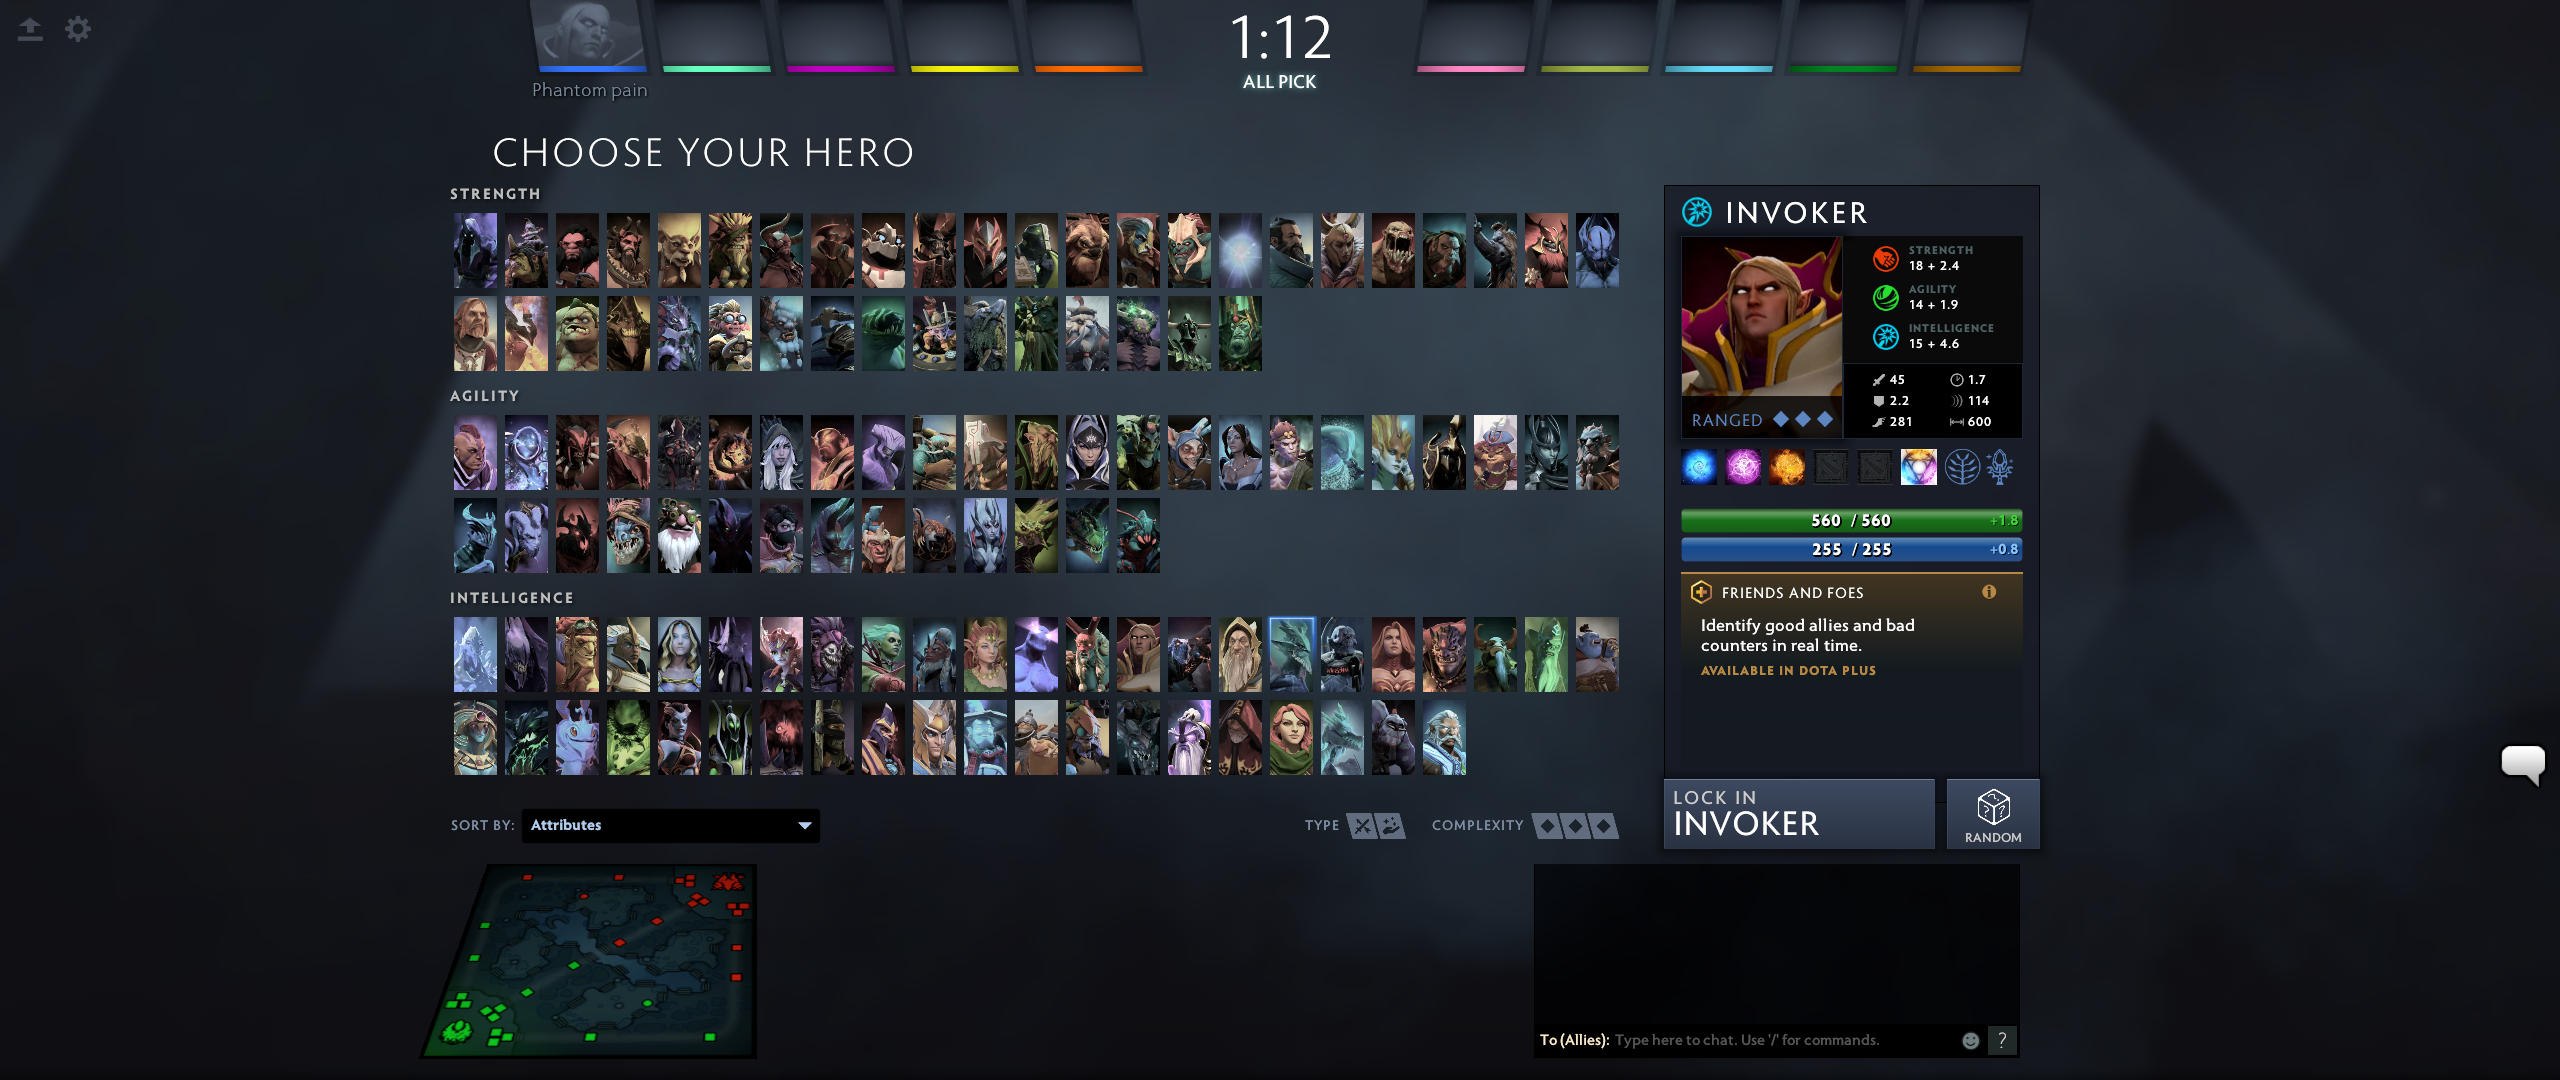 1:12
ALL PICK
Phantom pain
CHOOSE YOUR HERO
STRENGTH
AGILITY
INTELLIGENCE
INVOKER
STRENGTH
18 + 2.4
AGILITY
14 + 1.9
INTELLIGENCE
15 + 4.6
45 1.7
2.2 114
281 600
RANGED
560 / 560 +1.8
255 / 255 +0.8
FRIENDS AND FOES
Identify good allies and bad
counters in real time.
AVAILABLE IN DOTA PLUS
LOCK IN
INVOKER
RANDOM
SORT BY: Attributes
TYPE COMPLEXITY
To (Allies): Type here to chat. Use '/' for commands. ?